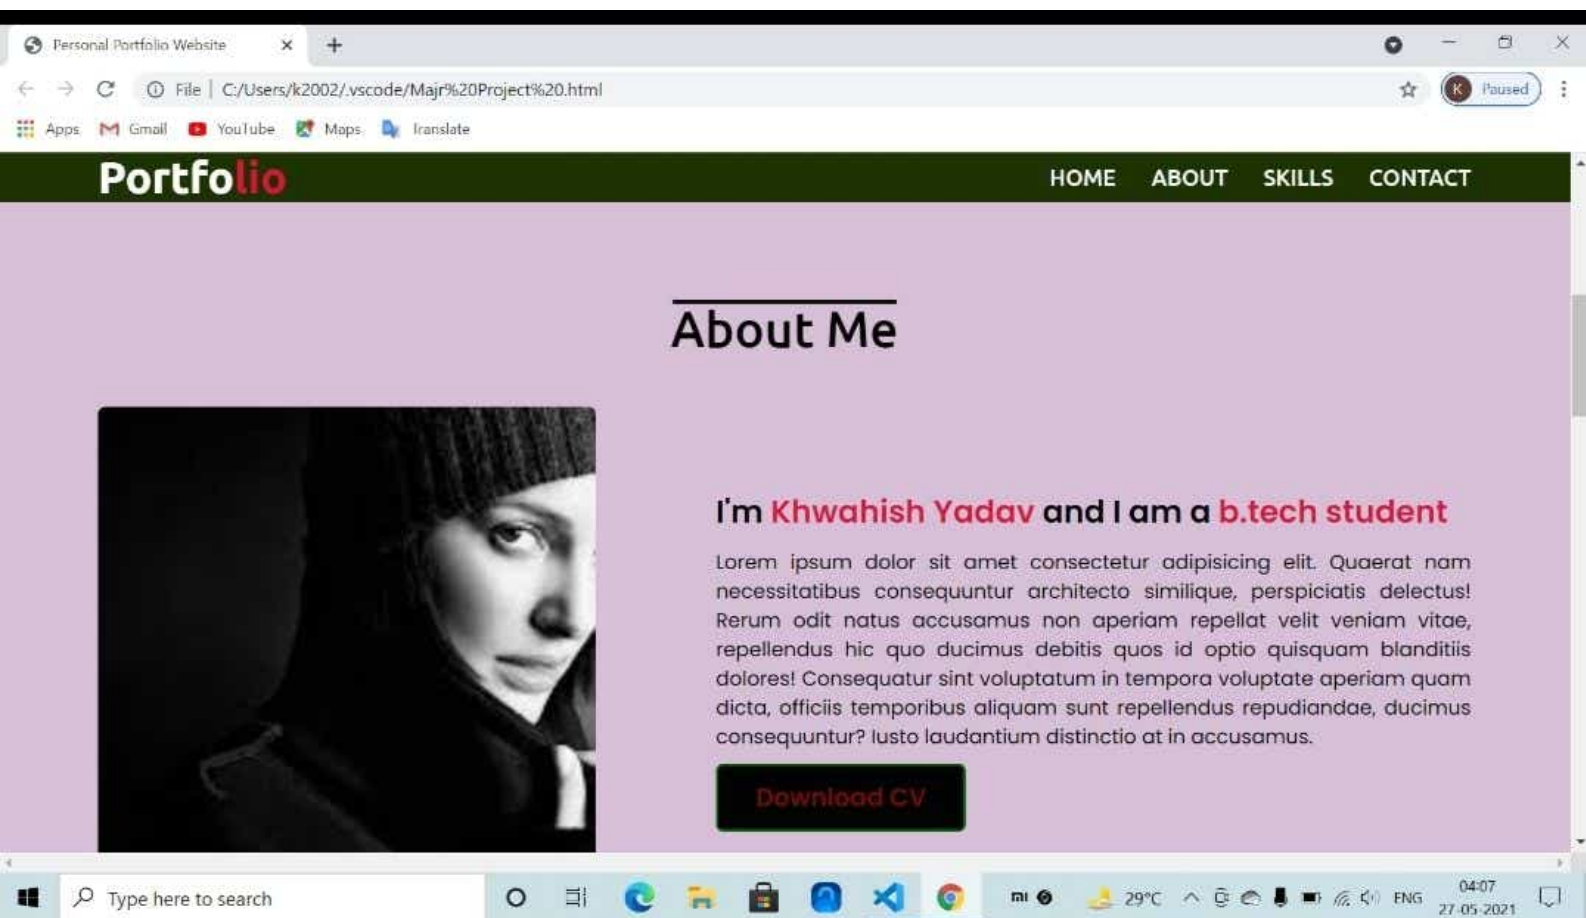 Personal Portfolio Website
File | C:/Users/k2002/.vscode/Majr%20Project%20.html
K Paused
Apps Gmail YouTube Maps Translate
Portfolio
HOME ABOUT SKILLS CONTACT
About Me
I'm Khwahish Yadav and I am a b.tech student
Lorem ipsum dolor sit amet consectetur adipisicing elit. Quaerat nam
necessitatibus consequuntur architecto similique, perspiciatis delectus!
Rerum odit natus accusamus non aperiam repellat velit veniam vitae,
repellendus hic quo ducimus debitis quos id optio quisquam blanditiis
dolores! Consequatur sint voluptatum in tempora voluptate aperiam quam
dicta, officiis temporibus aliquam sunt repellendus repudiandae, ducimus
consequuntur? Iusto laudantium distinctio at in accusamus.
Download CV
Type here to search
mi
29°C
ENG
04:07
27-05-2021